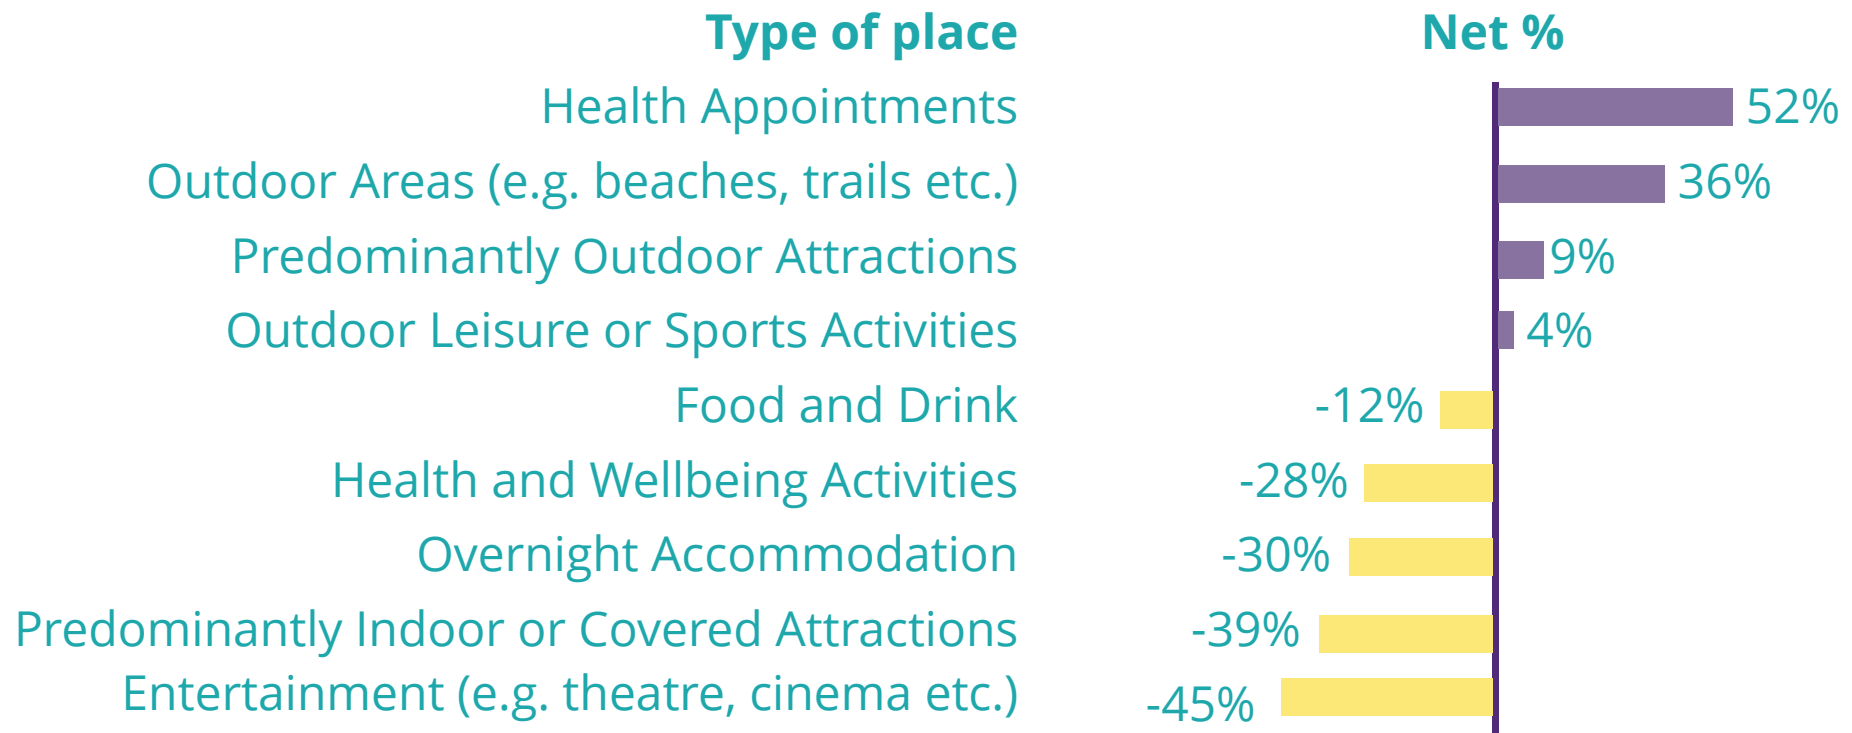 Type of place Net %
Health Appointments 52%
Outdoor Areas (e.g. beaches, trails etc.) 36%
Predominantly Outdoor Attractions 9%
Outdoor Leisure or Sports Activities 4%
Food and Drink -12%
Health and Wellbeing Activities -28%
Overnight Accommodation -30%
Predominantly Indoor or Covered Attractions -39%
Entertainment (e.g. theatre, cinema etc.) -45%